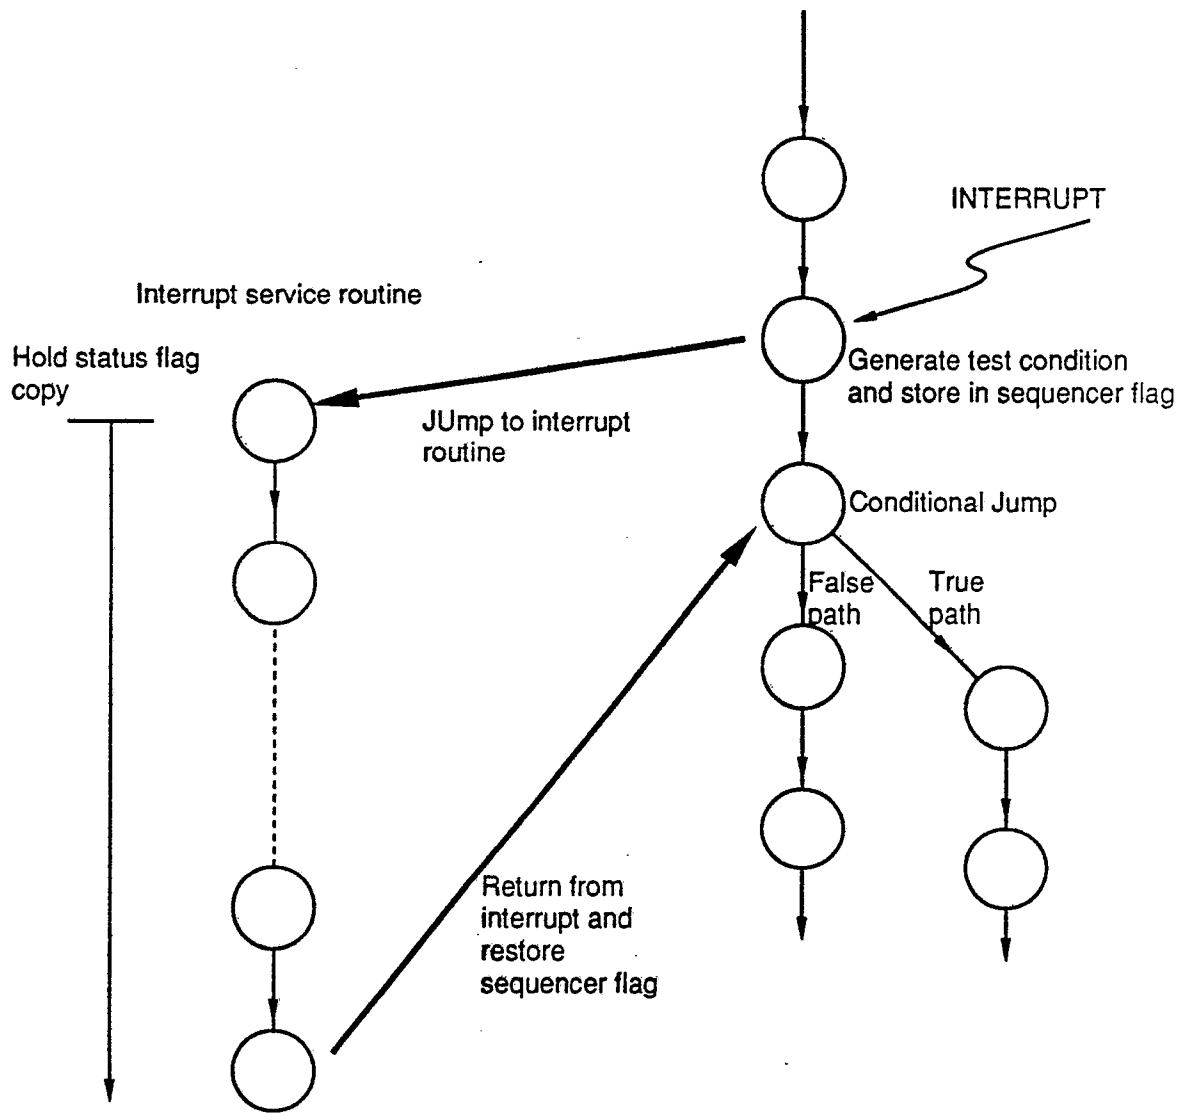 INTERRUPT
Interrupt service routine
Hold status flag
copy
Generate test condition
and store in sequencer flag
JUmp to interrupt
routine
Conditional Jump
False
path
True
path
Return from
interrupt and
restore
sequencer flag